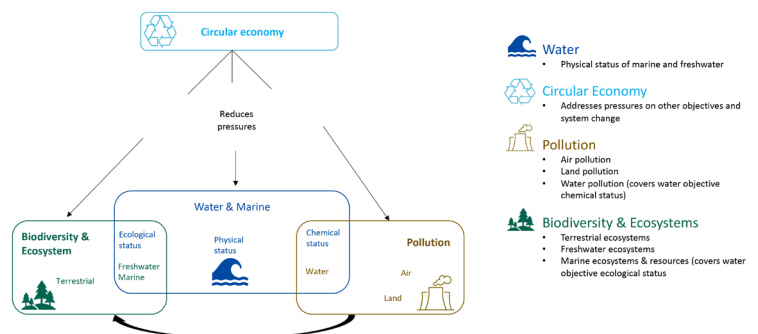 Circular economy
Reduces
pressures
Water & Marine
Biodiversity &
Ecosystem
Ecological
status
Freshwater
Marine
Terrestrial
Physical
status
Chemical
status
Water
Pollution
Air
Land
Water
• Physical status of marine and freshwater
Circular Economy
• Addresses pressures on other objectives and
system change
Pollution
• Air pollution
• Land pollution
• Water pollution (covers water objective
chemical status)
Biodiversity & Ecosystems
• Terrestrial ecosystems
• Freshwater ecosystems
• Marine ecosystems & resources (covers water
objective ecological status